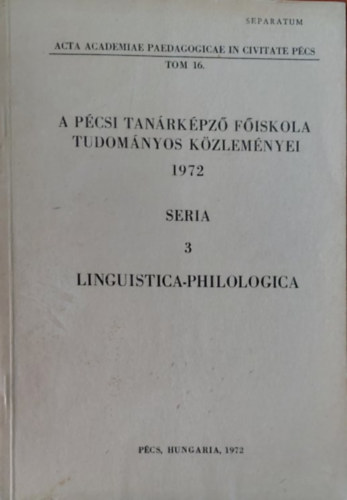 SEPARATUM
ACTA ACADEMIAE PAEDAGOGICAE IN CIVITATE PÉCS
TOM 16.
A PÉCSI TANÁRKÉPZŐ FŐISKOLA
TUDOMÁNYOS KÖZLEMÉNYEI
1972
SERIA
3
LINGUISTICA-PHILOLOGICA
PÉCS, HUNGARIA, 1972